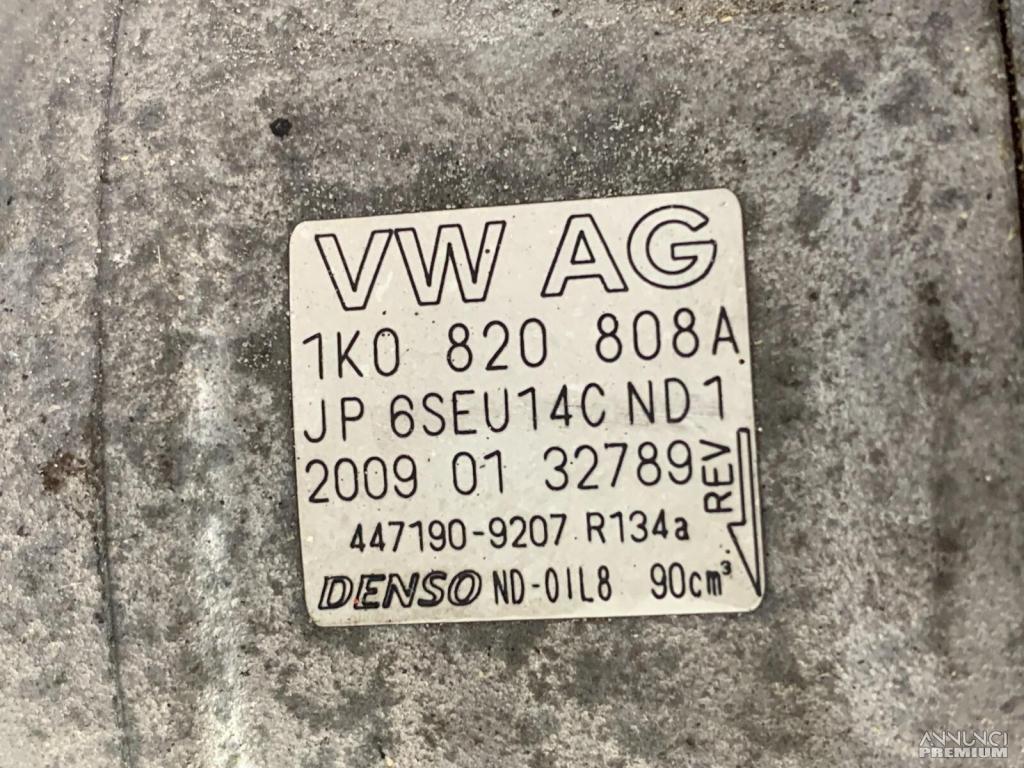 VW AG
1K0 820 808A
JP 6SEU14C ND1
2009 01 32789
REV
447190-9207 R134a
DENSO ND-OIL8 90cm³
ANNUNCI
PREMIUM